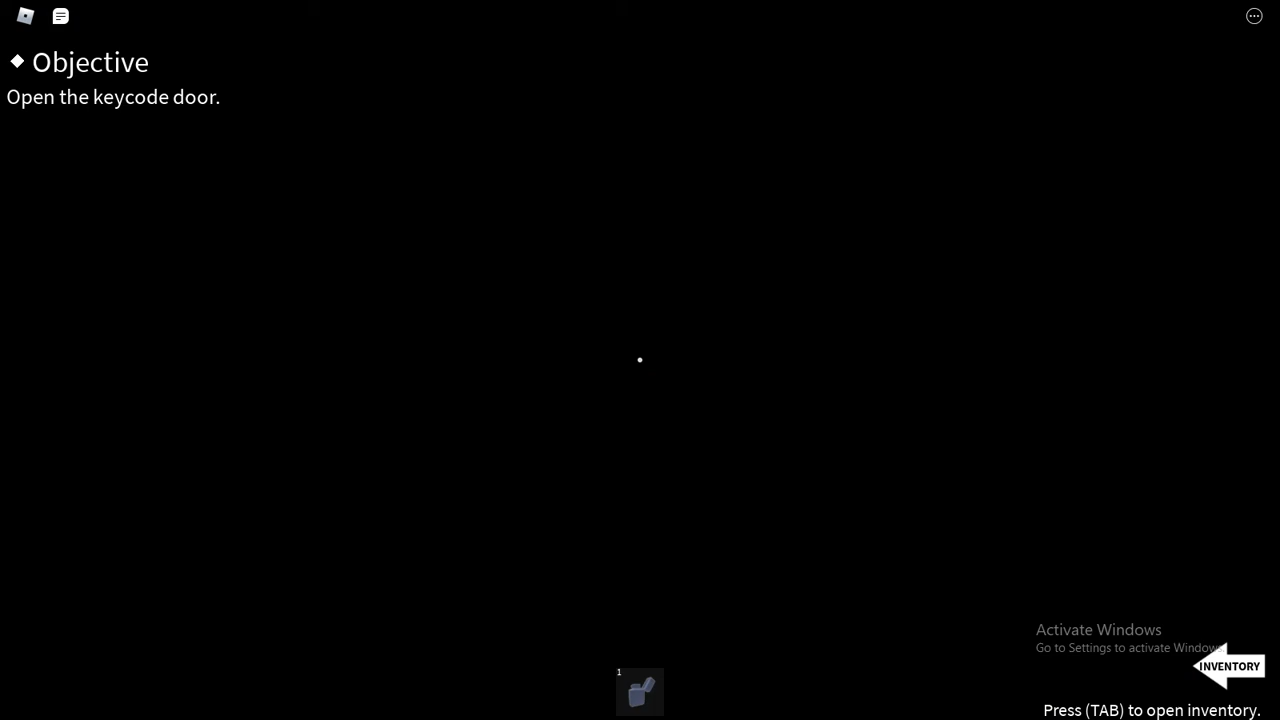 Objective
Open the keycode door.
Activate Windows
Go to Settings to activate Windows.
INVENTORY
1
Press (TAB) to open inventory.